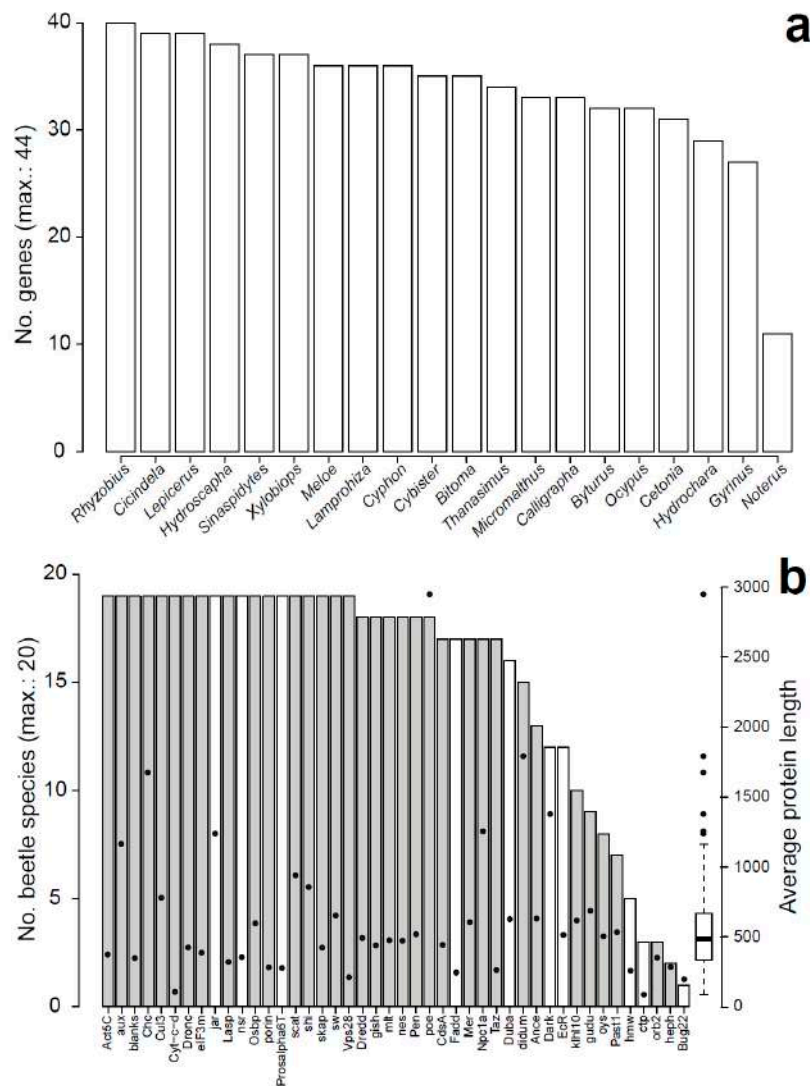 a
No. genes (max.: 44)
40
30
20
10
0
Rhyzobius
Cicindela
Lepicerus
Hydroscapha
Sinaspidytes
Xylobiops
Meloe
Lamprohiza
Cyphon
Cybister
Bitoma
Thanasimus
Micromalthus
Calligrapha
Byturus
Ocypus
Cetonia
Hydrochara
Gyrinus
Noterus
b
No. beetle species (max.: 20)
20
15
10
5
0
Act5C
aux
blanks
Chc
Cul3
Cyt-c-d
Dronc
eIF3m
jar
Lasp
nsr
Osbp
porin
Prosalpha6T
scat
shi
skap
sw
Vps28
Dredd
gish
mlt
nes
Pen
poe
CdsA
Fadd
Mer
Npc1a
Taz
Duba
didum
Ance
Dark
EcR
klhl10
gudu
oys
Past1
hmw
ctp
orb2
heph
Bug22
3000
2500
2000
1500
1000
500
0
Average protein length